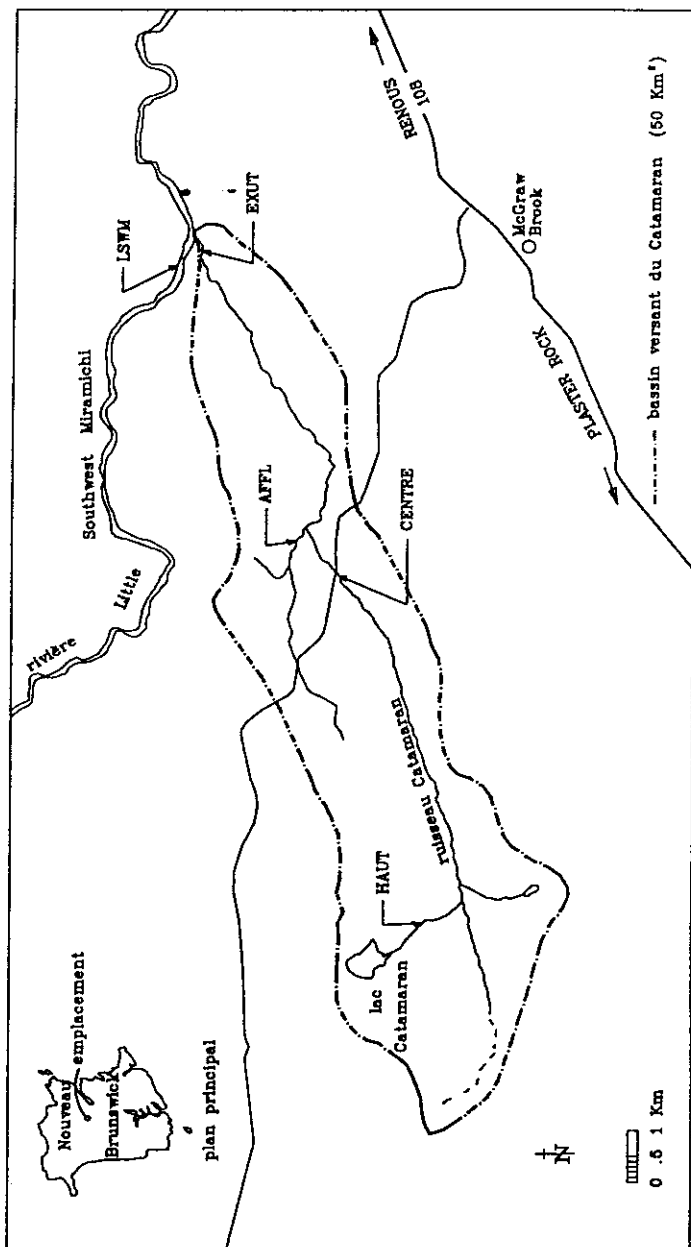 Nouveau
Brunswick
emplacement
plan principal
rivière
Little
Southwest Miramichi
LSWM
EXUT
AFFL
CENTRE
HAUT
lac
Catamaran
ruisseau Catamaran
RENOUS
108
McGraw
Brook
PLASTER ROCK
N
0 .5 1 Km
bassin versant du Catamaran (50 Km²)